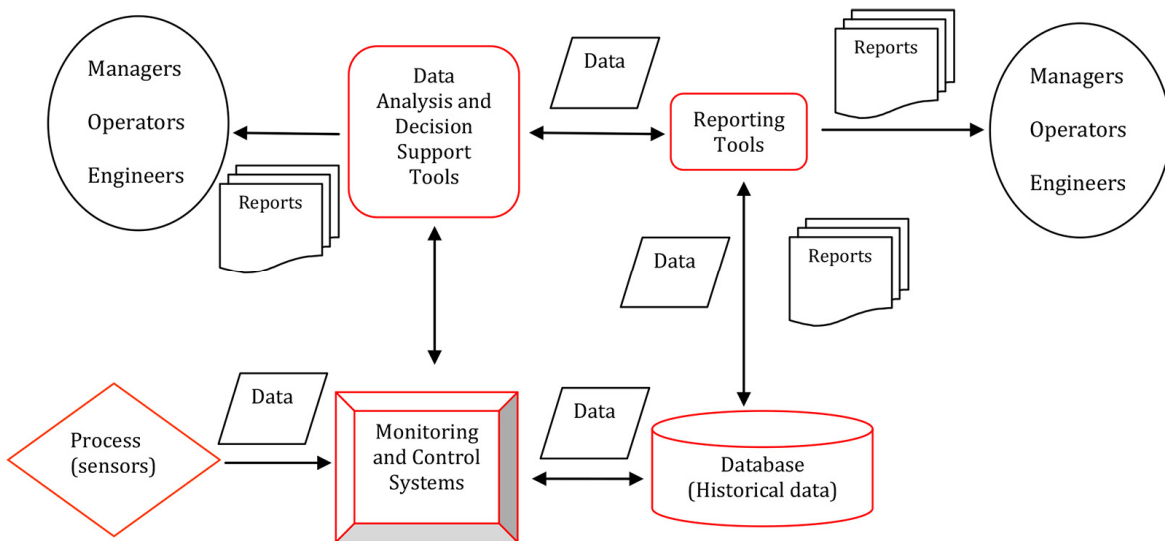 Managers
Operators
Engineers
Reports
Data
Analysis and
Decision
Support
Tools
Data
Reporting
Tools
Reports
Managers
Operators
Engineers
Data
Reports
Process
(sensors)
Data
Monitoring
and Control
Systems
Data
Database
(Historical data)